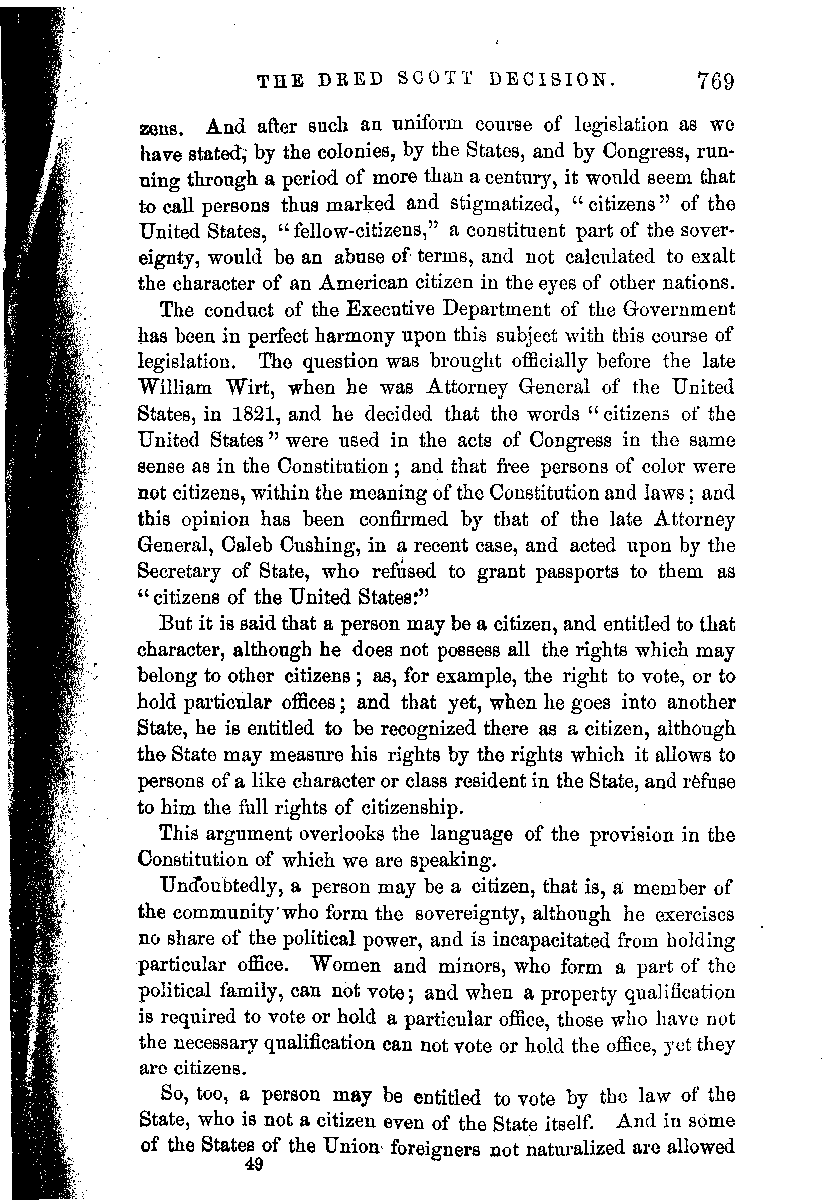 THE DRED SCOTT DECISION. 769
zens. And after such an uniform course of legislation as we
have stated, by the colonies, by the States, and by Congress, run-
ning through a period of more than a century, it would seem that
to call persons thus marked and stigmatized, “citizens” of the
United States, “fellow-citizens,” a constituent part of the sover-
eignty, would be an abuse of terms, and not calculated to exalt
the character of an American citizen in the eyes of other nations.
The conduct of the Executive Department of the Government
has been in perfect harmony upon this subject with this course of
legislation. The question was brought officially before the late
William Wirt, when he was Attorney General of the United
States, in 1821, and he decided that the words “citizens of the
United States” were used in the acts of Congress in the same
sense as in the Constitution; and that free persons of color were
not citizens, within the meaning of the Constitution and laws; and
this opinion has been confirmed by that of the late Attorney
General, Caleb Cushing, in a recent case, and acted upon by the
Secretary of State, who refused to grant passports to them as
“citizens of the United States:”
But it is said that a person may be a citizen, and entitled to that
character, although he does not possess all the rights which may
belong to other citizens; as, for example, the right to vote, or to
hold particular offices; and that yet, when he goes into another
State, he is entitled to be recognized there as a citizen, although
the State may measure his rights by the rights which it allows to
persons of a like character or class resident in the State, and refuse
to him the full rights of citizenship.
This argument overlooks the language of the provision in the
Constitution of which we are speaking.
Undoubtedly, a person may be a citizen, that is, a member of
the community who form the sovereignty, although he exercises
no share of the political power, and is incapacitated from holding
particular office. Women and minors, who form a part of the
political family, can not vote; and when a property qualification
is required to vote or hold a particular office, those who have not
the necessary qualification can not vote or hold the office, yet they
are citizens.
So, too, a person may be entitled to vote by the law of the
State, who is not a citizen even of the State itself. And in some
of the States of the Union foreigners not naturalized are allowed
49